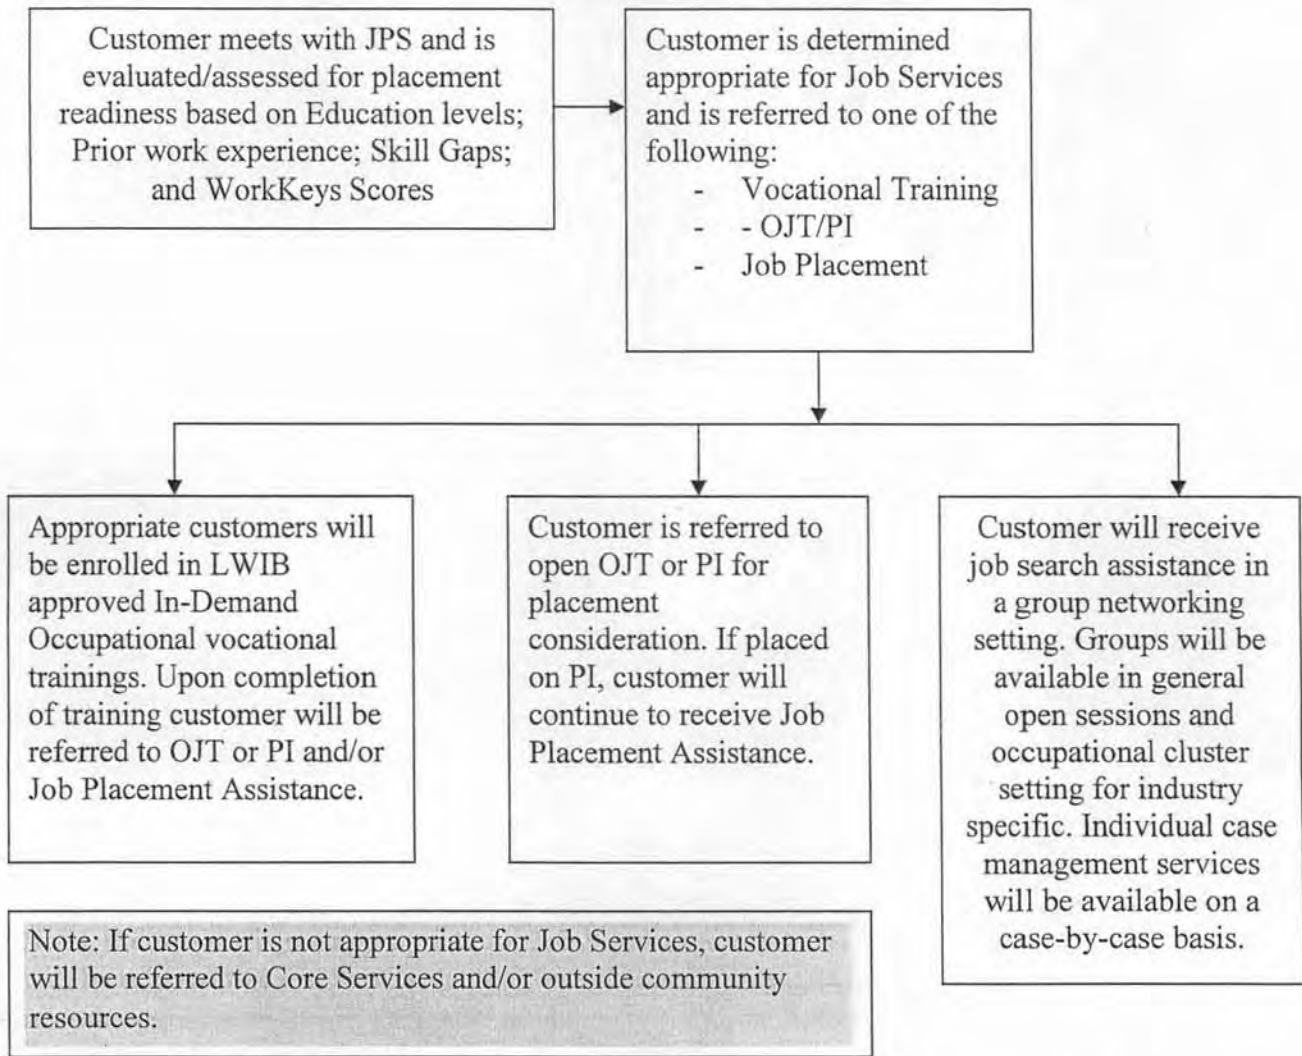 Customer meets with JPS and is
evaluated/assessed for placement
readiness based on Education levels;
Prior work experience; Skill Gaps;
and WorkKeys Scores
Customer is determined
appropriate for Job Services
and is referred to one of the
following:
- Vocational Training
- - OJT/PI
- Job Placement
Appropriate customers will
be enrolled in LWIB
approved In-Demand
Occupational vocational
trainings. Upon completion
of training customer will be
referred to OJT or PI and/or
Job Placement Assistance.
Customer is referred to
open OJT or PI for
placement
consideration. If placed
on PI, customer will
continue to receive Job
Placement Assistance.
Customer will receive
job search assistance in
a group networking
setting. Groups will be
available in general
open sessions and
occupational cluster
setting for industry
specific. Individual case
management services
will be available on a
case-by-case basis.
Note: If customer is not appropriate for Job Services, customer
will be referred to Core Services and/or outside community
resources.